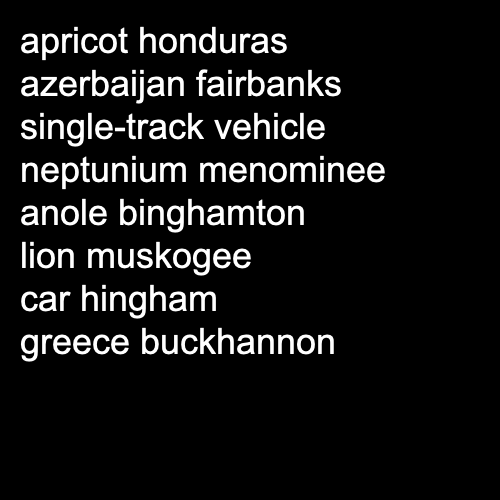 apricot honduras
azerbaijan fairbanks
single-track vehicle
neptunium menominee
anole binghamton
lion muskogee
car hingham
greece buckhannon